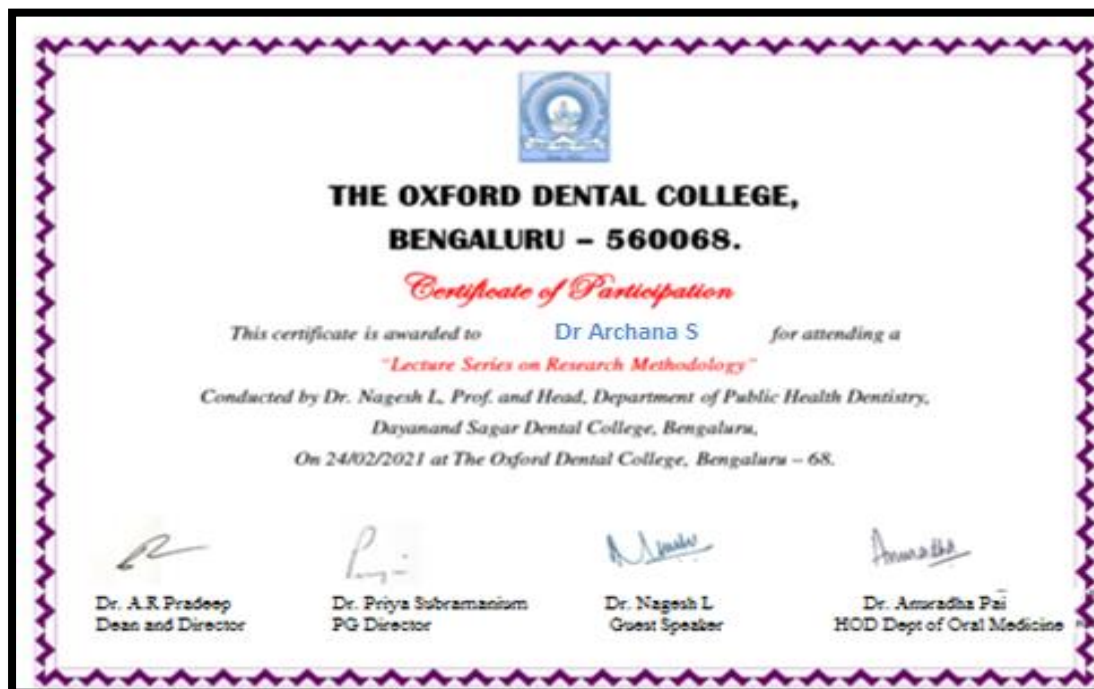 THE OXFORD DENTAL COLLEGE,
BENGALURU – 560068.
Certificate of Participation
This certificate is awarded to Dr Archana S for attending a
"Lecture Series on Research Methodology"
Conducted by Dr. Nagesh L, Prof. and Head, Department of Public Health Dentistry,
Dayanand Sagar Dental College, Bengaluru,
On 24/02/2021 at The Oxford Dental College, Bengaluru – 68.
Anuradha
Dr. A.R Pradeep Dr. Priya Subramanium Dr. Nagesh L Dr. Anuradha Pai
Dean and Director PG Director Guest Speaker HOD Dept of Oral Medicine